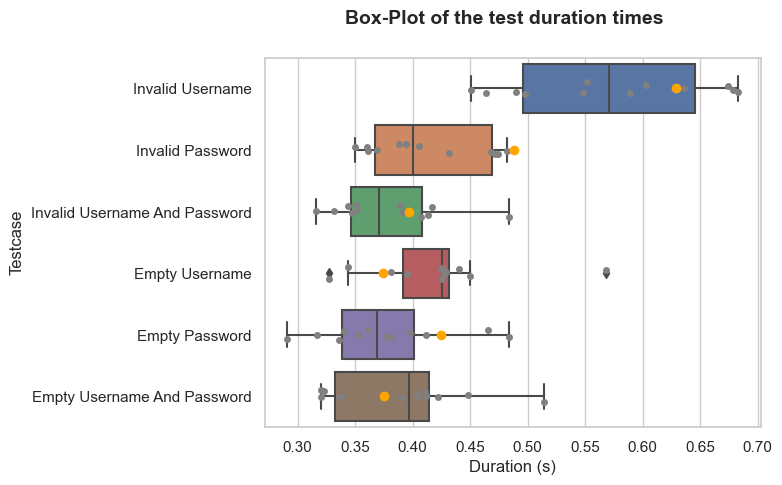 Box-Plot of the test duration times
Testcase
Invalid Username
Invalid Password
Invalid Username And Password
Empty Username
Empty Password
Empty Username And Password
0.30 0.35 0.40 0.45 0.50 0.55 0.60 0.65 0.70
Duration (s)